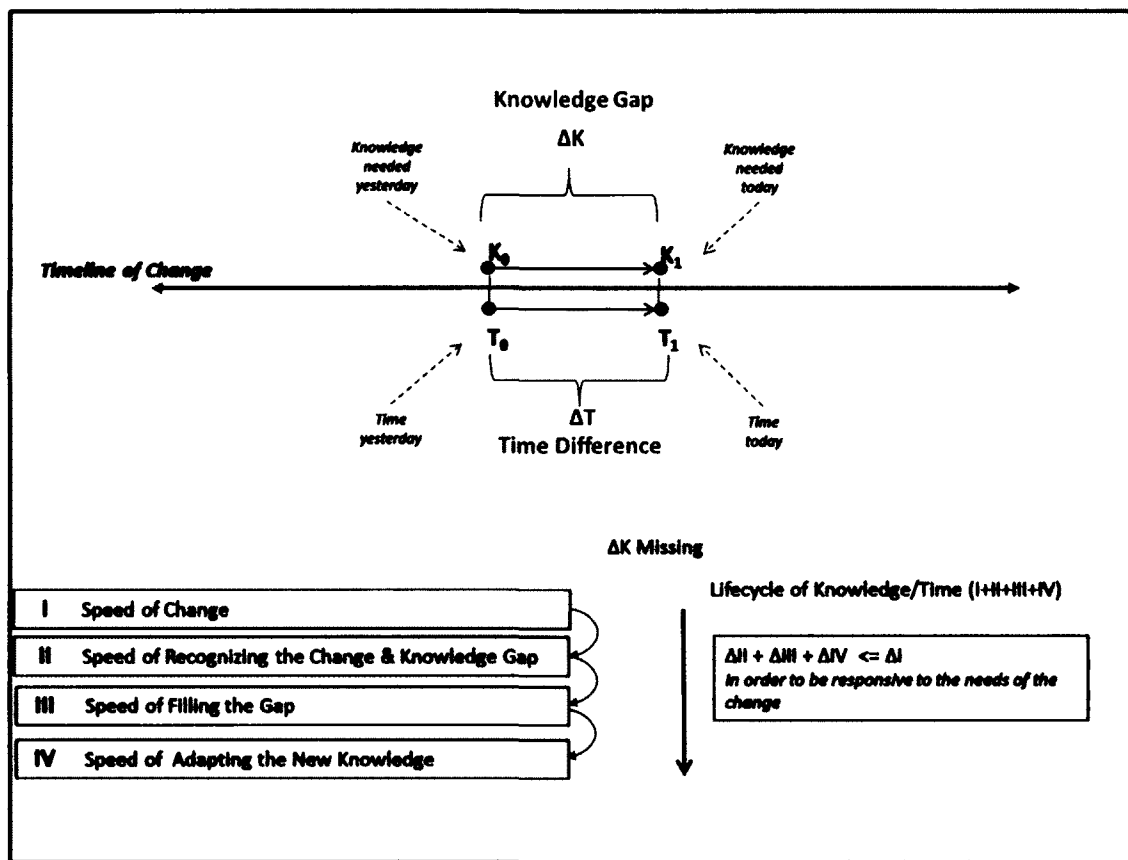 Knowledge Gap
ΔK
Knowledge
needed
yesterday
Knowledge
needed
today
K₀
K₁
Timeline of Change
T₀
T₁
Time
yesterday
ΔT
Time Difference
Time
today
ΔK Missing
Lifecycle of Knowledge/Time (I+II+III+IV)
I Speed of Change
II Speed of Recognizing the Change & Knowledge Gap
III Speed of Filling the Gap
IV Speed of Adapting the New Knowledge
ΔII + ΔIII + ΔIV <= ΔI
In order to be responsive to the needs of the
change